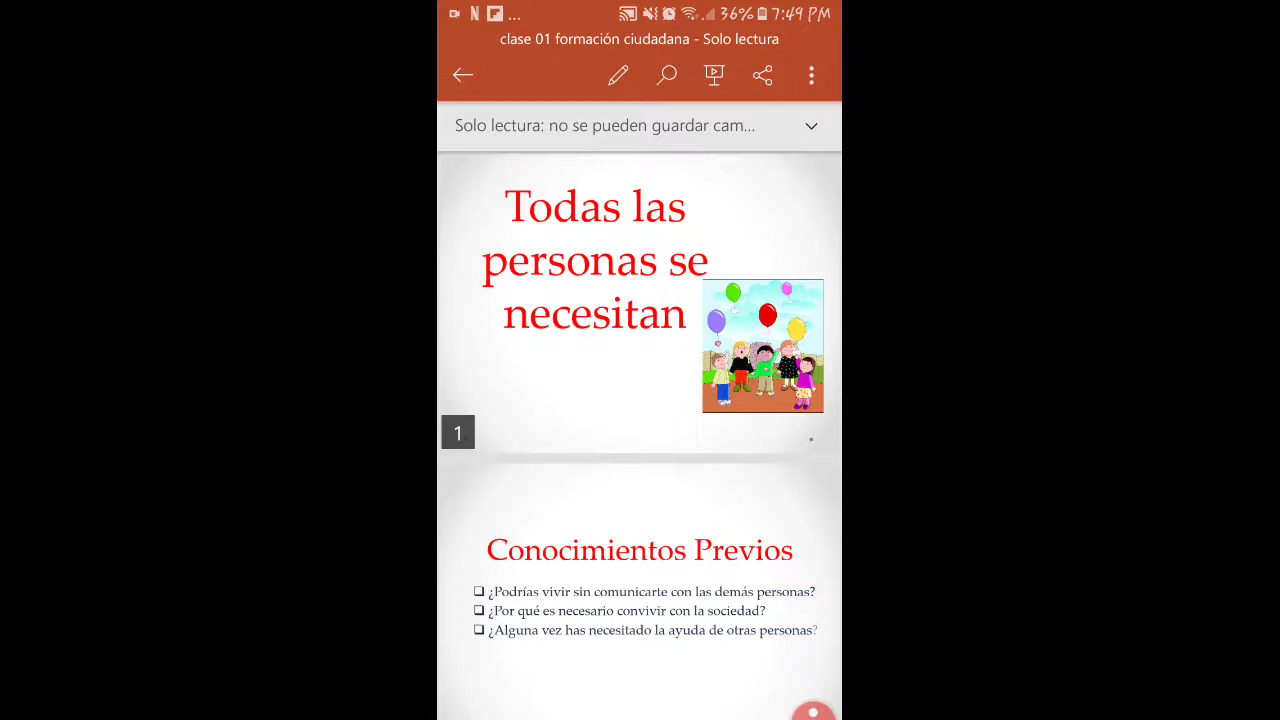 N ... 36% 7:49 PM
clase 01 formación ciudadana - Solo lectura
Solo lectura: no se pueden guardar cam...
Todas las
personas se
necesitan
1
Conocimientos Previos
¿Podrías vivir sin comunicarte con las demás personas?
¿Por qué es necesario convivir con la sociedad?
¿Alguna vez has necesitado la ayuda de otras personas?